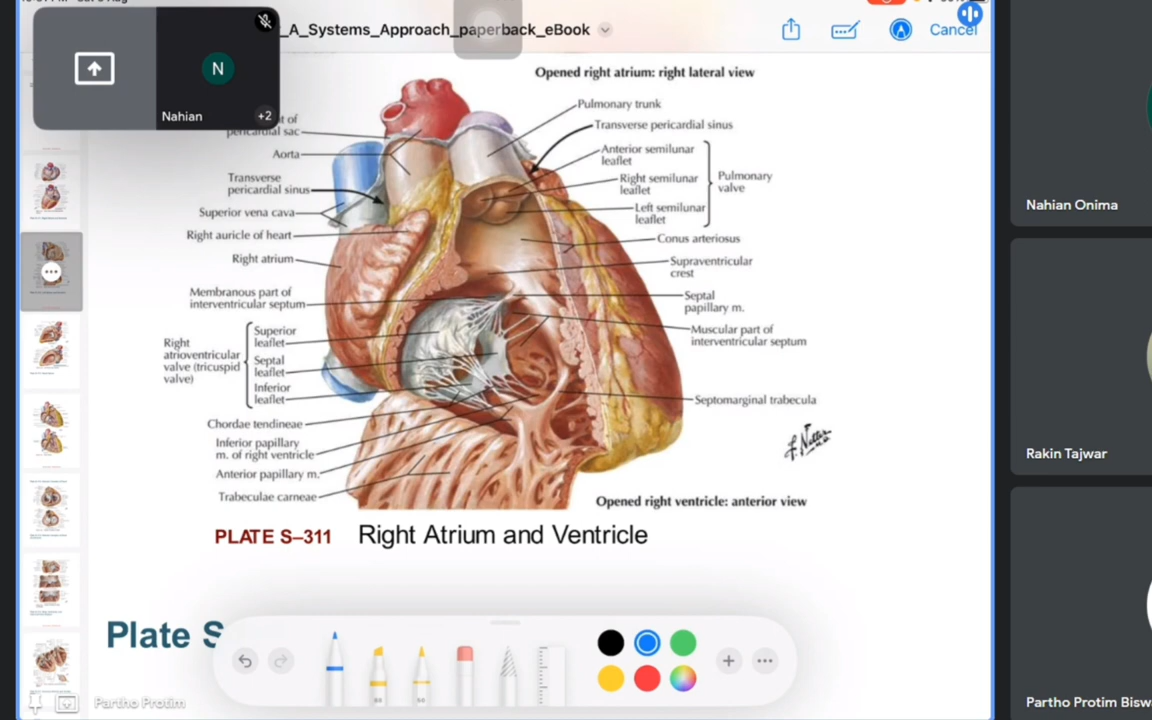 _A_Systems_Approach_paperback_eBook
Cancel
N
Nahian
+2
Opened right atrium: right lateral view
of
pericardial sac
Aorta
Transverse
pericardial sinus
Superior vena cava
Right auricle of heart
Right atrium
Membranous part of
interventricular septum
Right
atrioventricular
valve (tricuspid
valve)
Superior
leaflet
Septal
leaflet
Inferior
leaflet
Chordae tendineae
Inferior papillary
m. of right ventricle
Anterior papillary m.
Trabeculae carneae
Pulmonary trunk
Transverse pericardial sinus
Anterior semilunar
leaflet
Right semilunar
leaflet
Left semilunar
leaflet
Pulmonary
valve
Conus arteriosus
Supraventricular
crest
Septal
papillary m.
Muscular part of
interventricular septum
Septomarginal trabecula
F. Netter
Opened right ventricle: anterior view
PLATE S–311 Right Atrium and Ventricle
Plate S
Partho Protim
Nahian Onima
Rakin Tajwar
Partho Protim Bisw